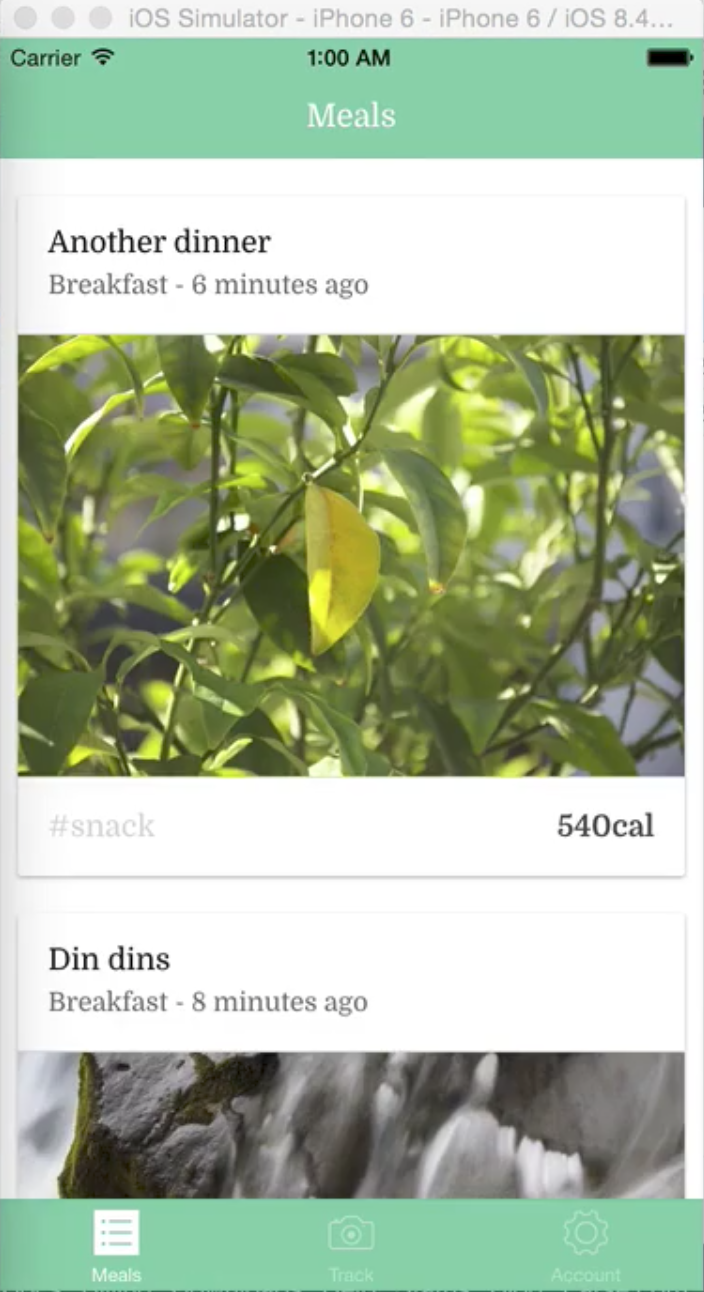 iOS Simulator - iPhone 6 - iPhone 6 / iOS 8.4...
Carrier 1:00 AM
Meals
Another dinner
Breakfast - 6 minutes ago
#snack 540cal
Din dins
Breakfast - 8 minutes ago
Meals Track Account